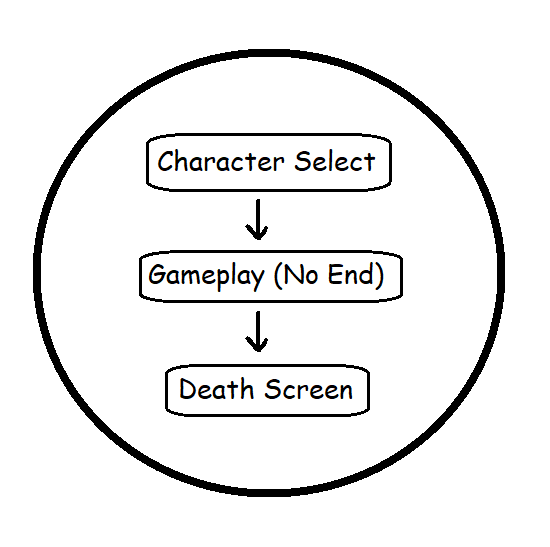 Character Select
Gameplay (No End)
Death Screen